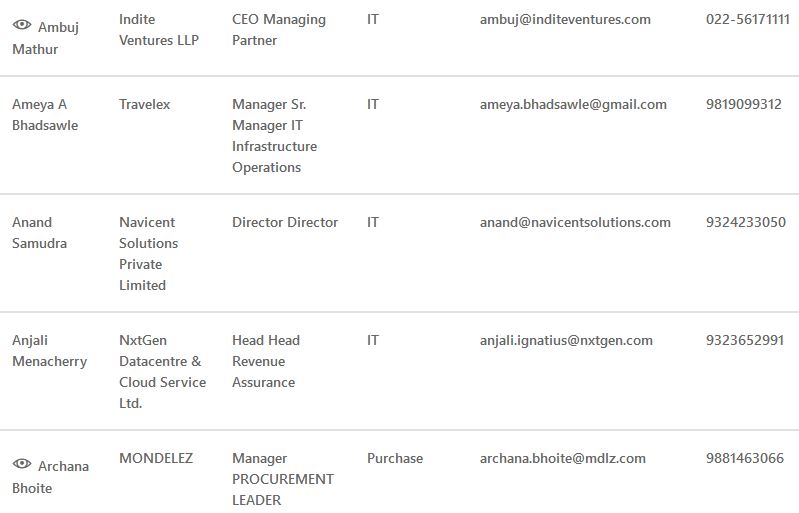 Ambuj Mathur Indite Ventures LLP CEO Managing Partner IT ambuj@inditeventures.com 022-56171111
Ameya A Bhadsawle Travelex Manager Sr. Manager IT Infrastructure Operations IT ameya.bhadsawle@gmail.com 9819099312
Anand Samudra Navicent Solutions Private Limited Director Director IT anand@navicentsolutions.com 9324233050
Anjali Menacherry NxtGen Datacentre & Cloud Service Ltd. Head Head Revenue Assurance IT anjali.ignatius@nxtgen.com 9323652991
Archana Bhoite MONDELEZ Manager PROCUREMENT LEADER Purchase archana.bhoite@mdlz.com 9881463066